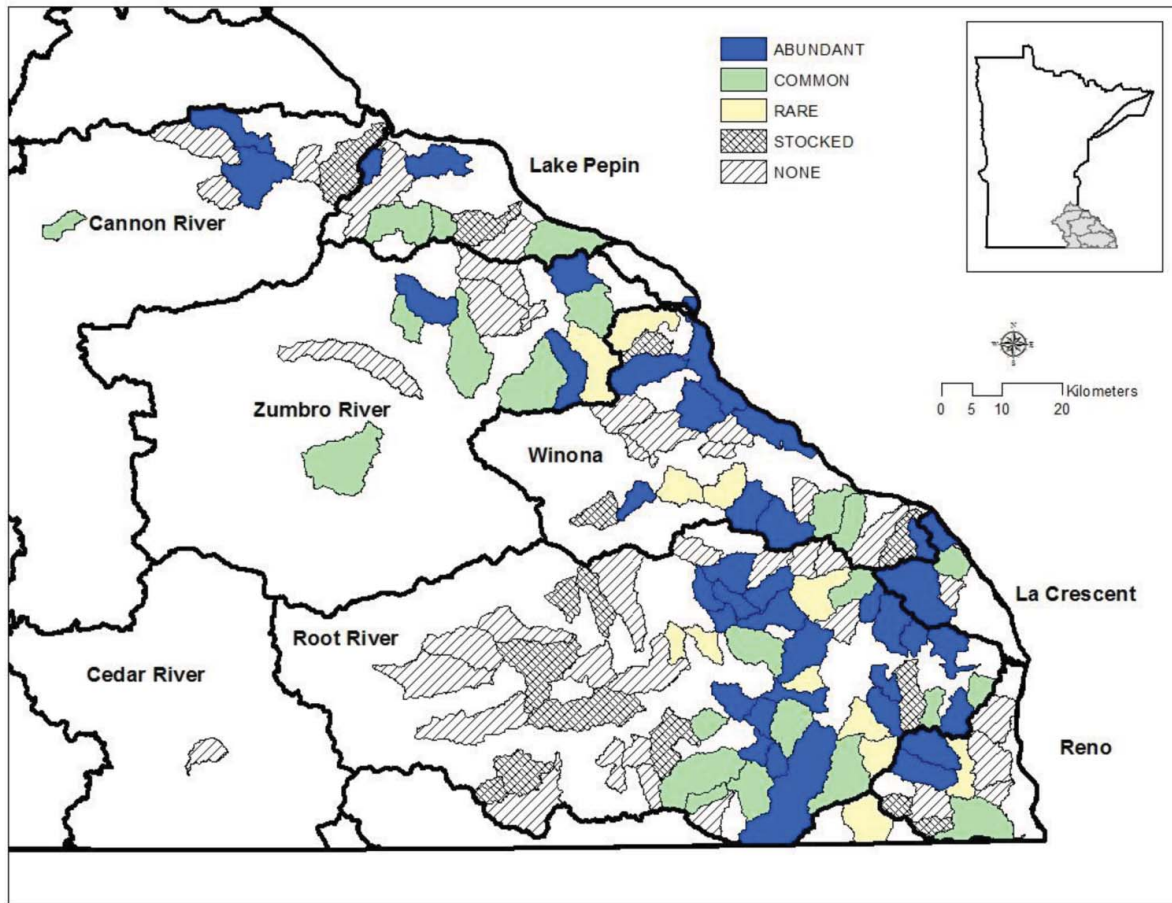 ABUNDANT
COMMON
RARE
STOCKED
NONE
Lake Pepin
Cannon River
Zumbro River
Winona
Root River
Cedar River
La Crescent
Reno
Kilometers
0 5 10 20